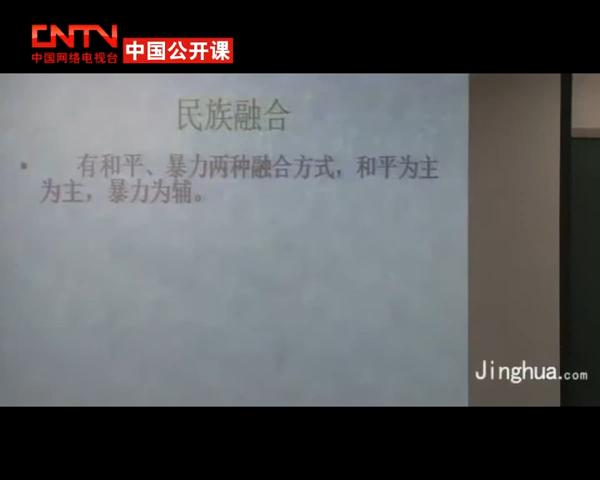 CNTV
中国网络电视台
中国公开课
民族融合
有和平、暴力两种融合方式，和平为主
为主，暴力为辅。
Jinghua.com